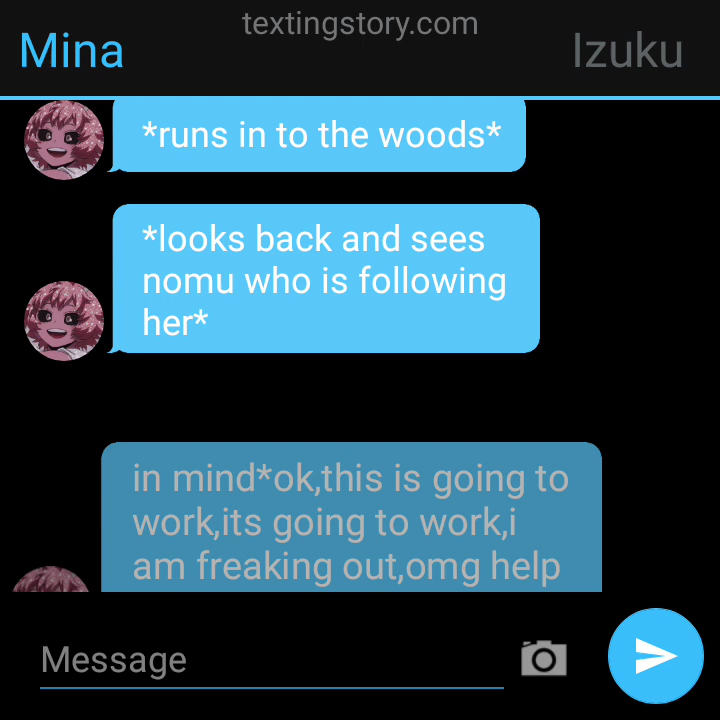 textingstory.com
Mina
Izuku
*runs in to the woods*
*looks back and sees
nomu who is following
her*
in mind*ok,this is going to
work,its going to work,i
am freaking out,omg help
Message